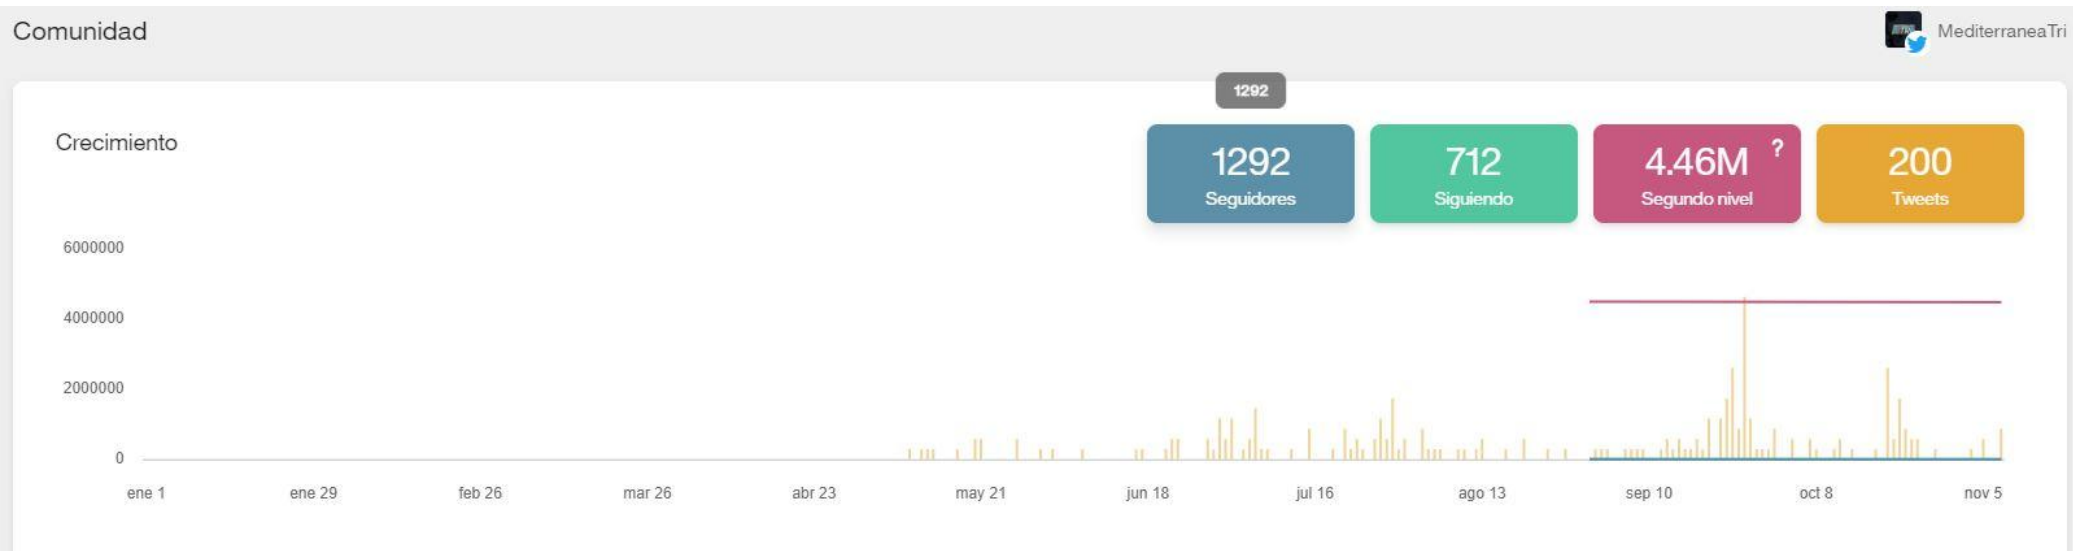 Comunidad
MediterraneaTri
1292
Crecimiento
1292
Seguidores
712
Siguiendo
4.46M ?
Segundo nivel
200
Tweets
6000000
4000000
2000000
0
ene 1 ene 29 feb 26 mar 26 abr 23 may 21 jun 18 jul 16 ago 13 sep 10 oct 8 nov 5